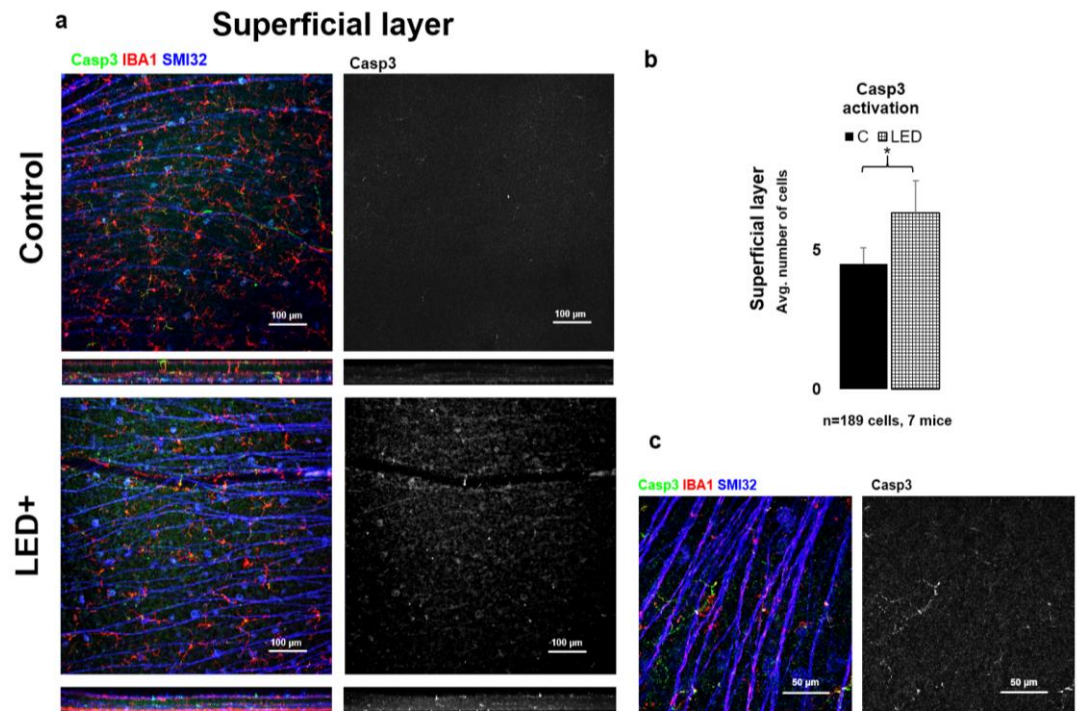 a
Superficial layer
Casp3 IBA1 SMI32
Casp3
Control
100 µm
100 µm
LED+
100 µm
100 µm
b
Casp3
activation
C LED
*
Superficial layer
Avg. number of cells
5
0
n=189 cells, 7 mice
c
Casp3 IBA1 SMI32
Casp3
50 µm
50 µm